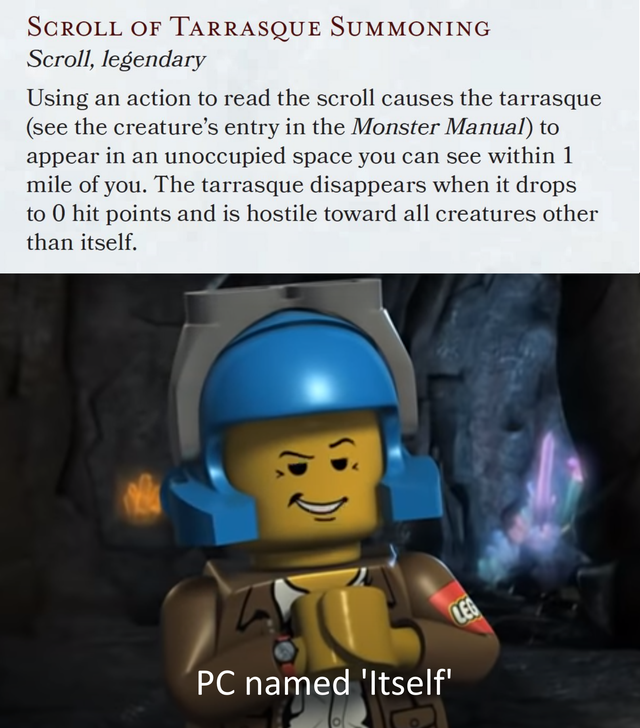 Scroll of Tarrasque Summoning
Scroll, legendary
Using an action to read the scroll causes the tarrasque
(see the creature’s entry in the Monster Manual) to
appear in an unoccupied space you can see within 1
mile of you. The tarrasque disappears when it drops
to 0 hit points and is hostile toward all creatures other
than itself.
LEG
PC named 'Itself'